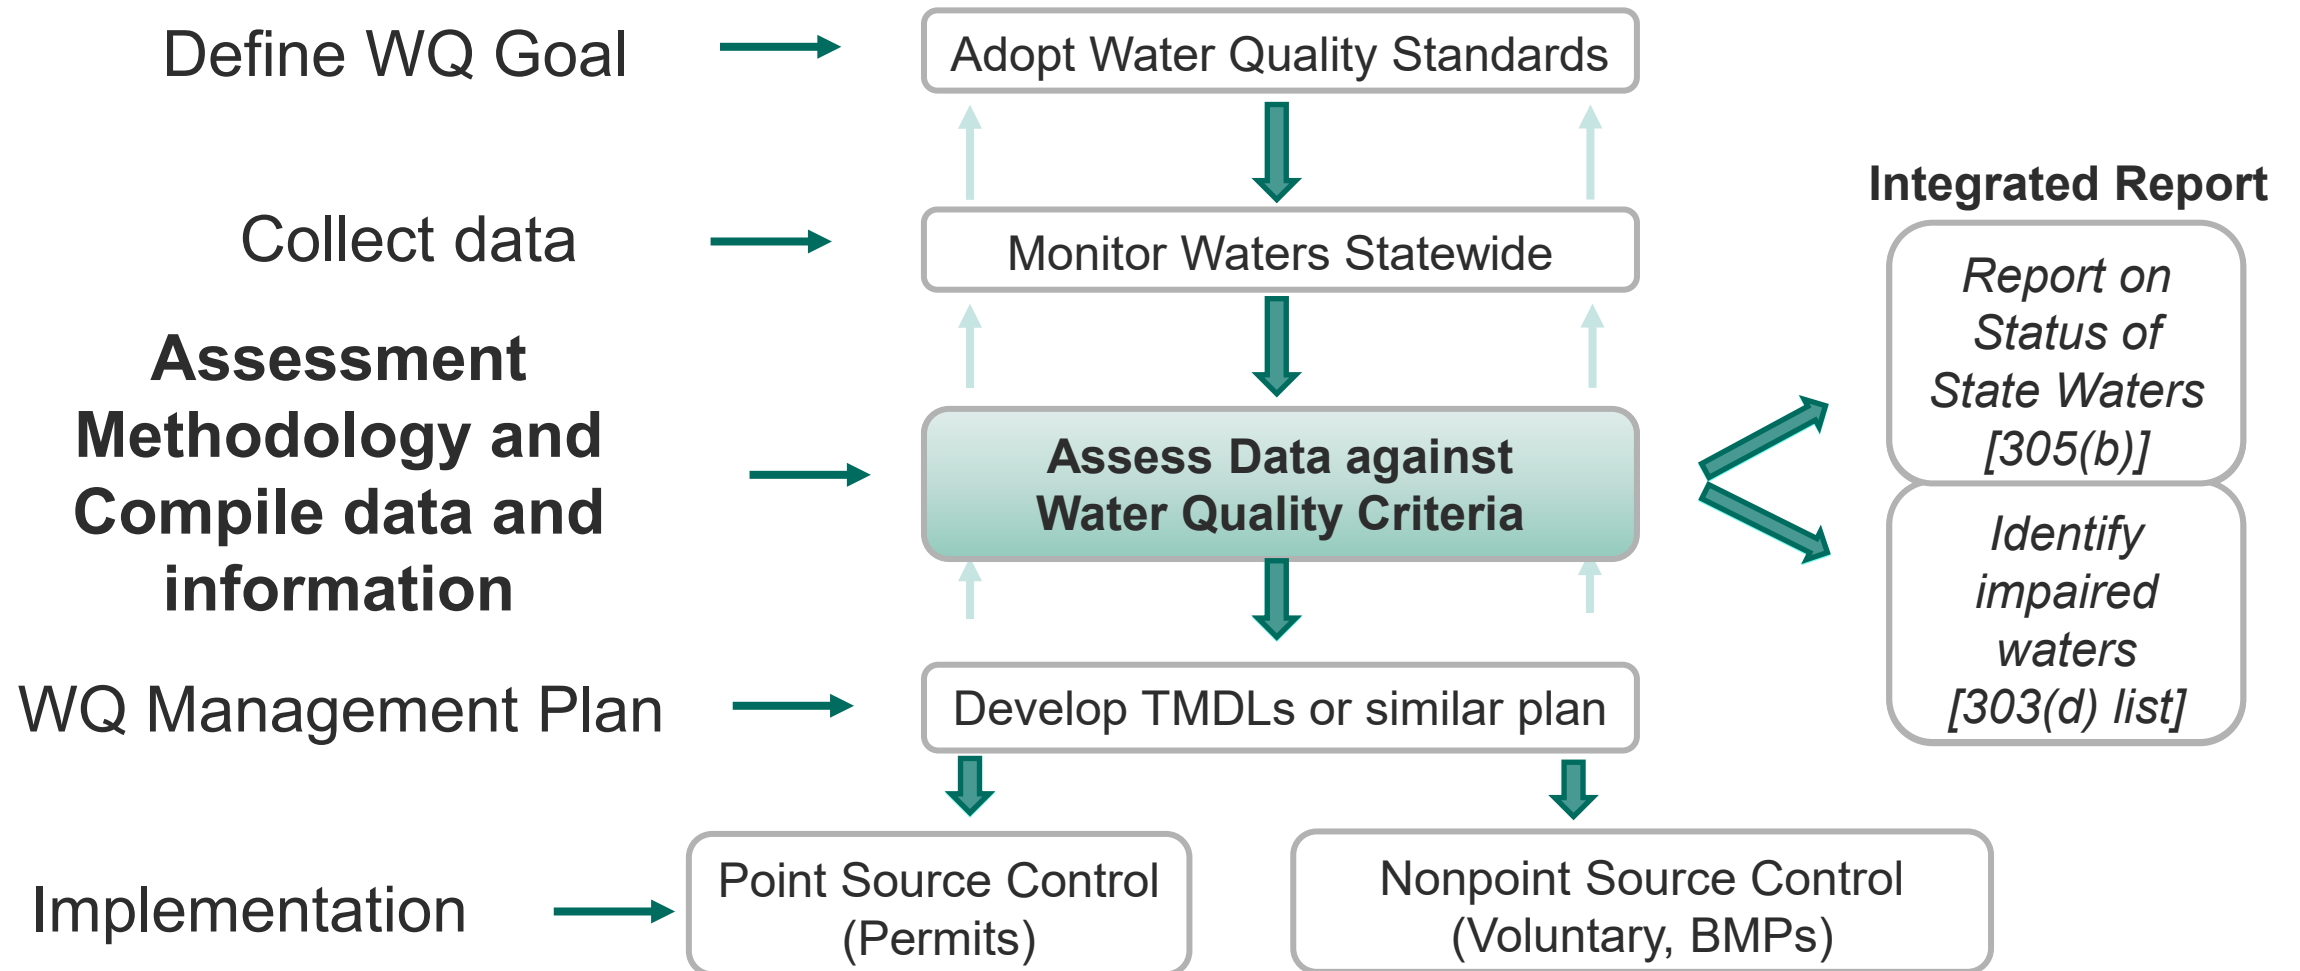 Define WQ Goal
Adopt Water Quality Standards
Collect data
Monitor Waters Statewide
Assessment
Methodology and
Compile data and
information
Assess Data against
Water Quality Criteria
Integrated Report
Report on
Status of
State Waters
[305(b)]
Identify
impaired
waters
[303(d) list]
WQ Management Plan
Develop TMDLs or similar plan
Implementation
Point Source Control
(Permits)
Nonpoint Source Control
(Voluntary, BMPs)